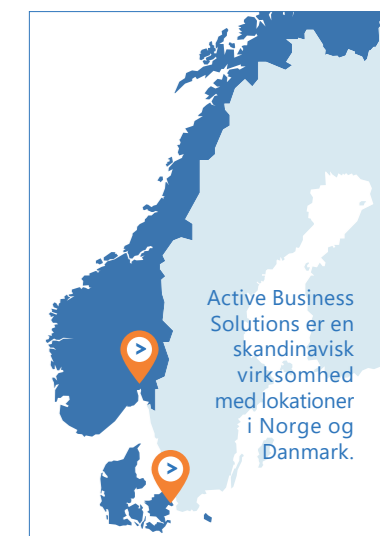 Active Business
Solutions er en
skandinavisk
virksomhed
med lokationer
i Norge og
Danmark.